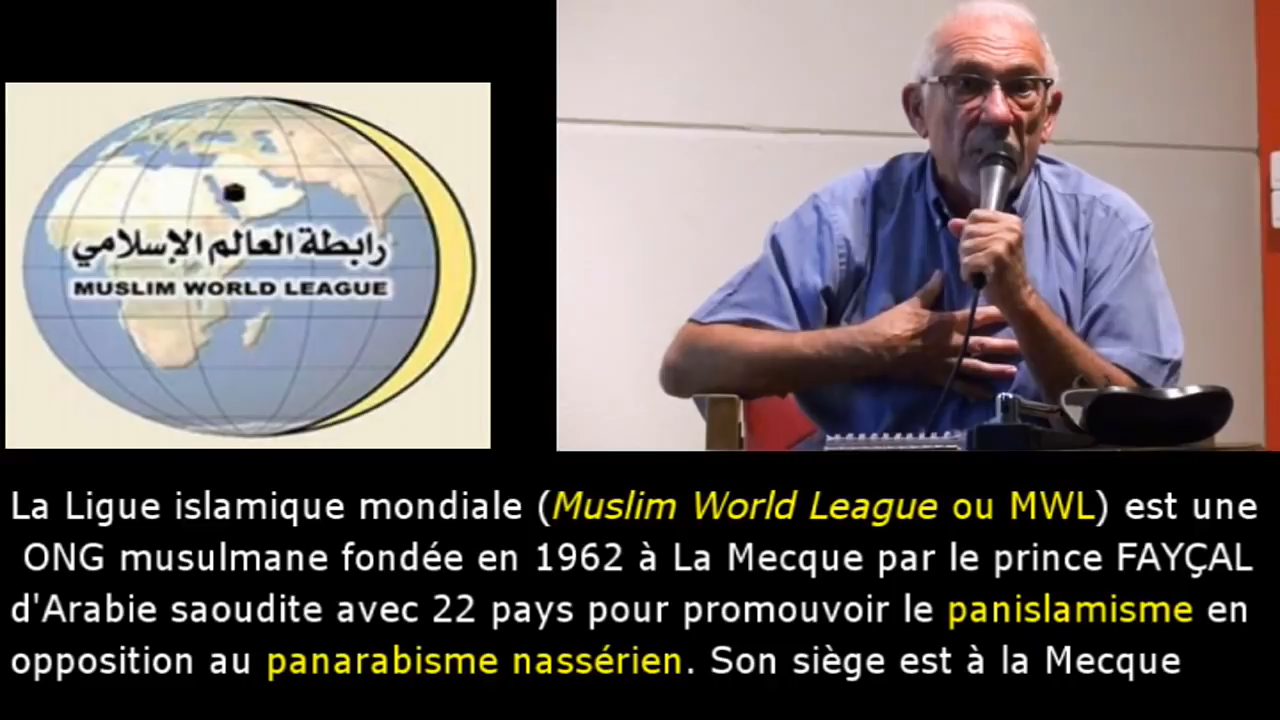 رابطة العالم الإسلامي
MUSLIM WORLD LEAGUE
La Ligue islamique mondiale (Muslim World League ou MWL) est une
ONG musulmane fondée en 1962 à La Mecque par le prince FAYÇAL
d'Arabie saoudite avec 22 pays pour promouvoir le panislamisme en
opposition au panarabisme nassérien. Son siège est à la Mecque